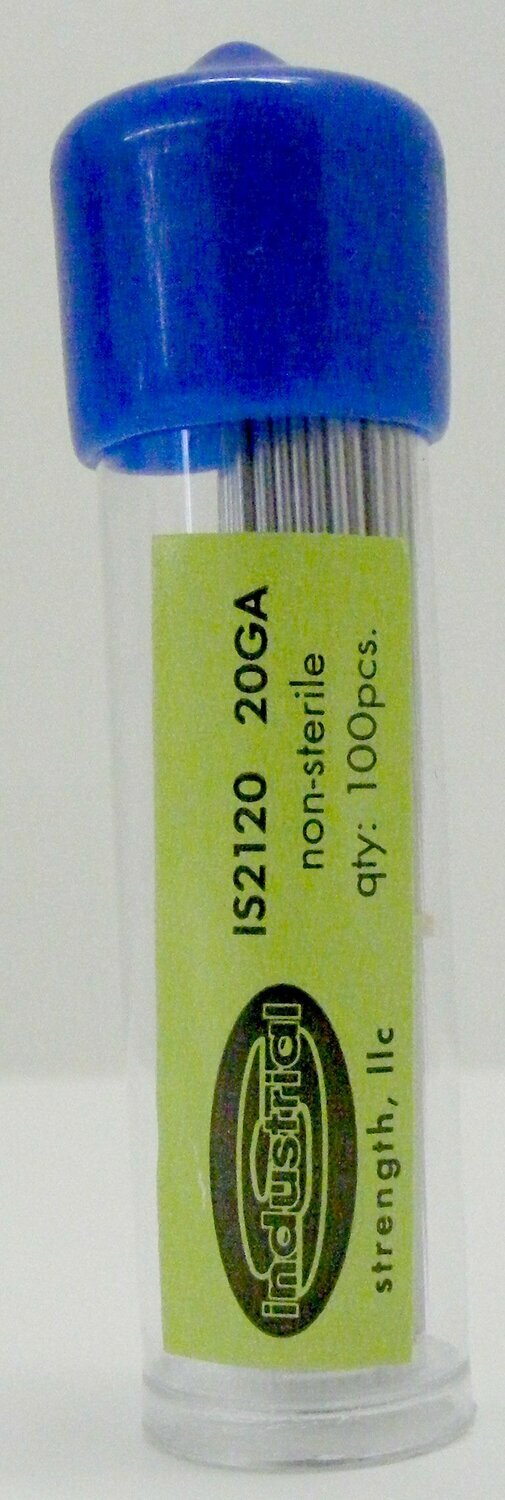 IS2120 20GA
non-sterile
qty: 100pcs.
industrial
strength, llc